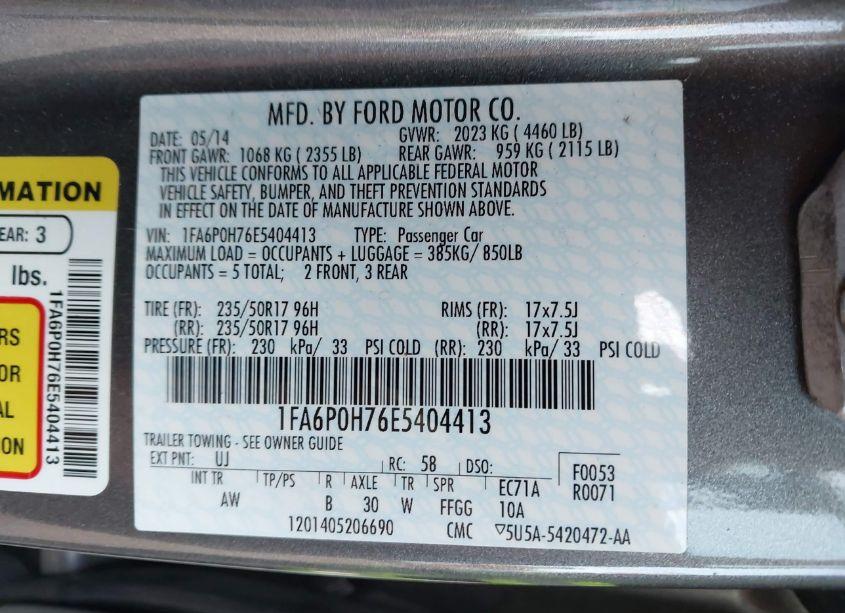 MFD. BY FORD MOTOR CO.
DATE: 05/14 GVWR: 2023 KG ( 4460 LB)
FRONT GAWR: 1068 KG ( 2355 LB) REAR GAWR: 959 KG ( 2115 LB)
THIS VEHICLE CONFORMS TO ALL APPLICABLE FEDERAL MOTOR
VEHICLE SAFETY, BUMPER, AND THEFT PREVENTION STANDARDS
IN EFFECT ON THE DATE OF MANUFACTURE SHOWN ABOVE.
VIN: 1FA6P0H76E5404413 TYPE: Passenger Car
MAXIMUM LOAD = OCCUPANTS + LUGGAGE = 385KG/ 850LB
OCCUPANTS = 5 TOTAL; 2 FRONT, 3 REAR
TIRE (FR): 235/50R17 96H RIMS (FR): 17x7.5J
(RR): 235/50R17 96H (RR): 17x7.5J
PRESSURE (FR): 230 kPa/ 33 PSI COLD (RR): 230 kPa/ 33 PSI COLD
1FA6P0H76E5404413
TRAILER TOWING - SEE OWNER GUIDE
EXT PNT: UJ RC: 58 DSO: F0053
INT TR TP/PS R AXLE TR SPR EC71A R0071
AW B 30 W FFGG 10A
1201405206690 CMC ▽5U5A-5420472-AA
MATION
EAR: 3
lbs.
1FA6P0H76E5404413
RS
OR
AL
ON